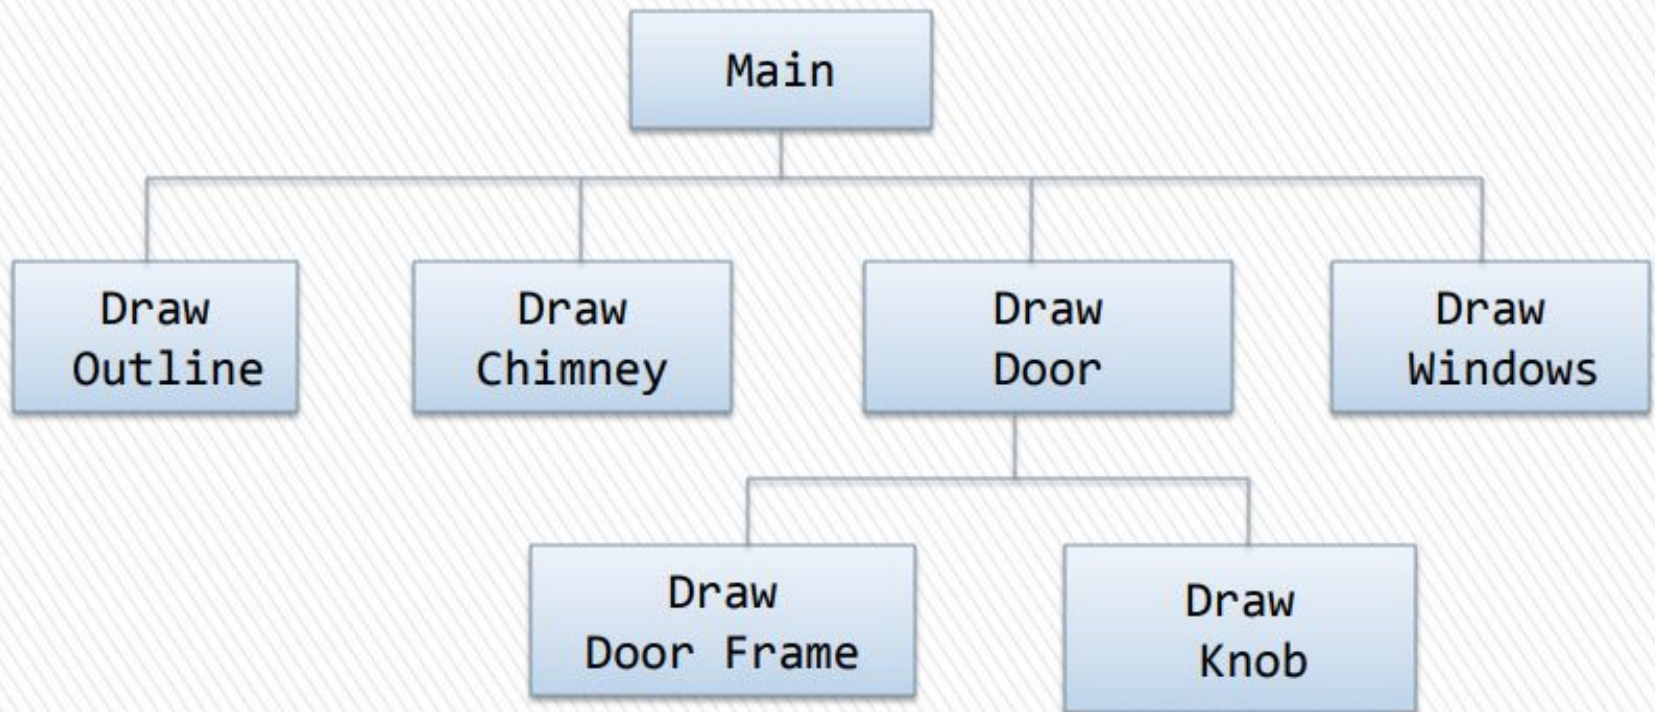 Main
Draw
Outline
Draw
Chimney
Draw
Door
Draw
Windows
Draw
Door Frame
Draw
Knob